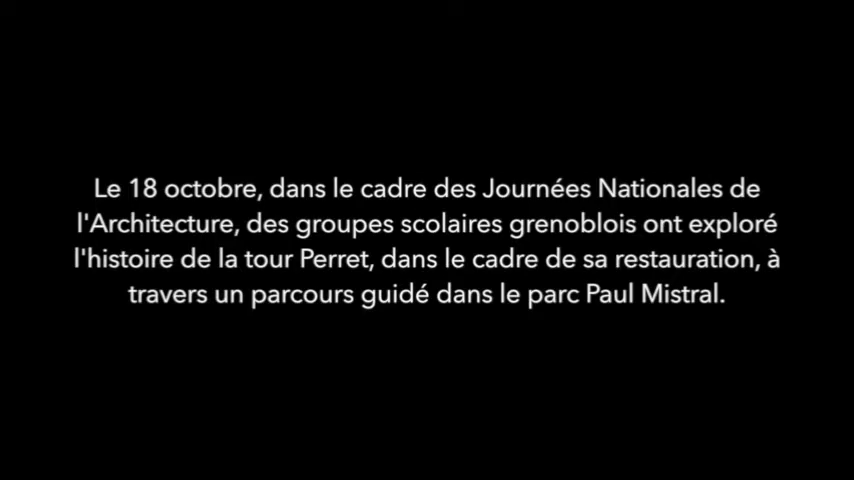 Le 18 octobre, dans le cadre des Journées Nationales de
l'Architecture, des groupes scolaires grenoblois ont exploré
l'histoire de la tour Perret, dans le cadre de sa restauration, à
travers un parcours guidé dans le parc Paul Mistral.